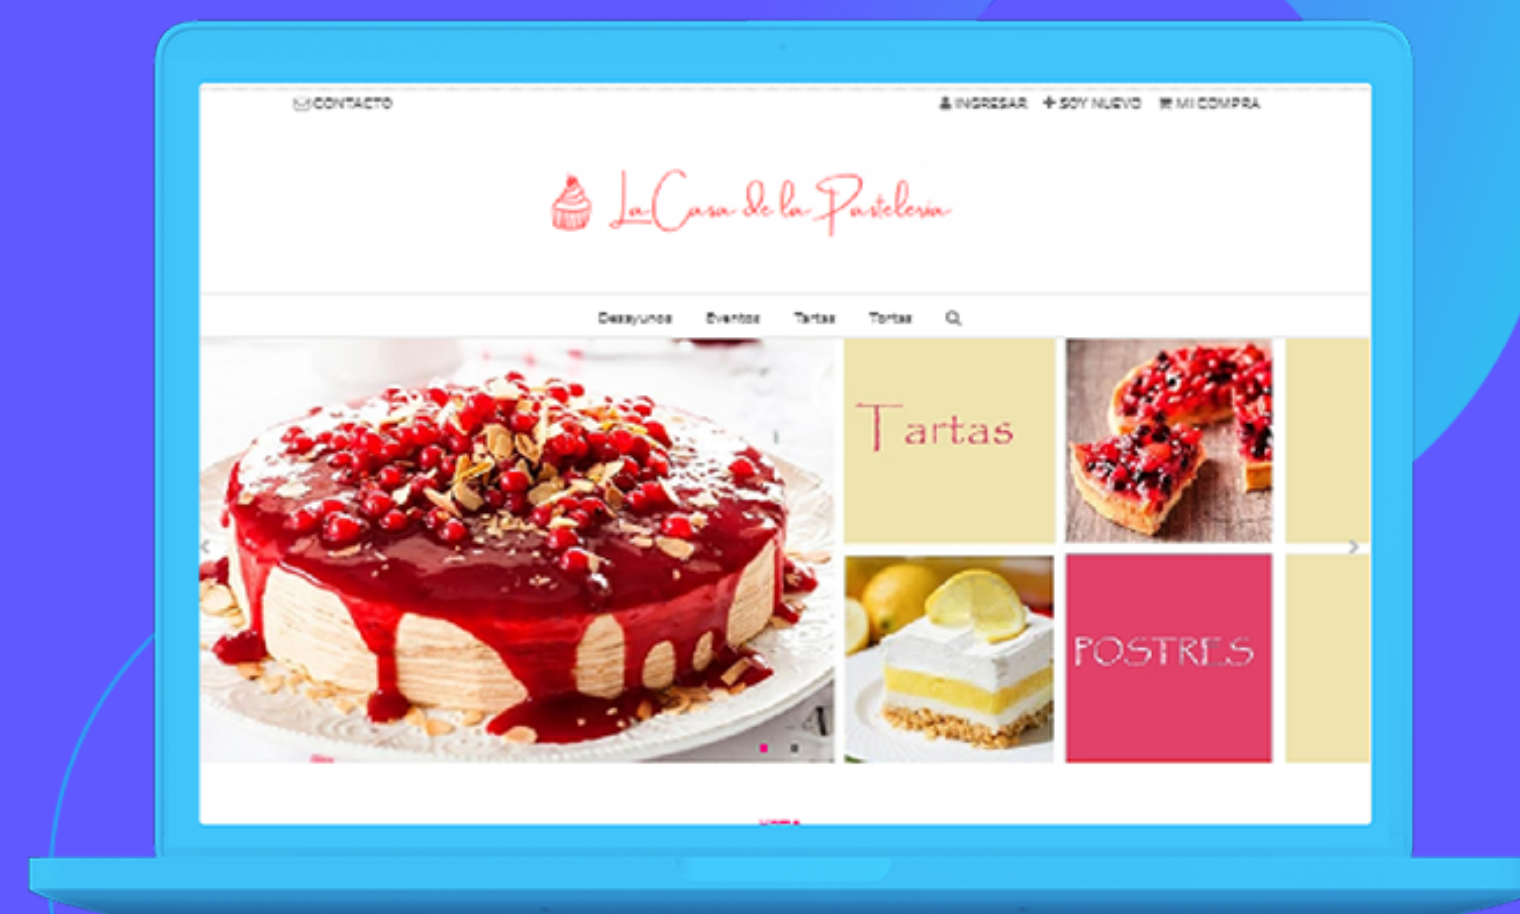 CONTACTO
INGRESAR SOY NUEVO MI COMPRA
La Casa de la Pastelería
Desayunos Eventos Tartas Tortas
Tartas
POSTRES